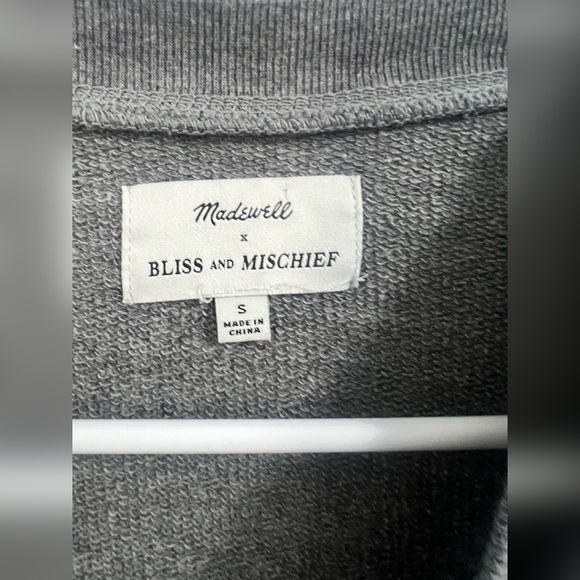 Madewell
x
BLISS AND MISCHIEF
S
MADE IN
CHINA